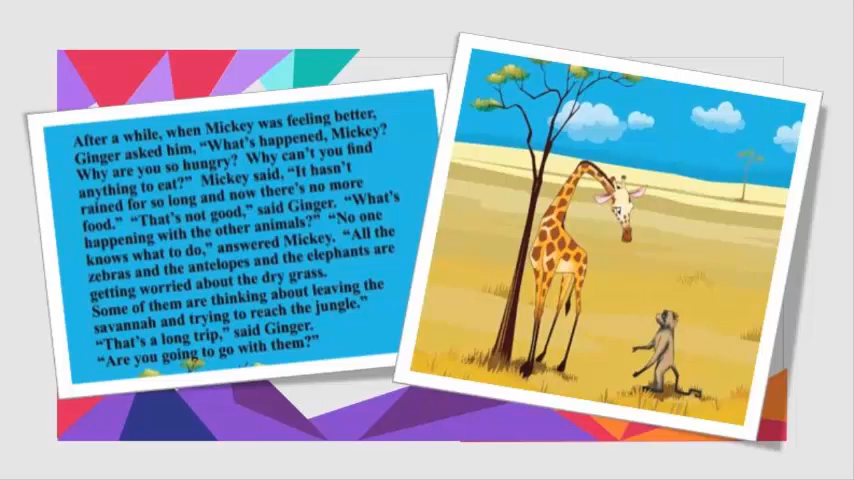 After a while, when Mickey was feeling better,
Ginger asked him, “What’s happened, Mickey?
Why are you so hungry?  Why can’t you find
anything to eat?”  Mickey said, “It hasn’t
rained for so long and now there’s no more
food.”  “That’s not good,” said Ginger.  “What’s
happening with the other animals?”  “No one
knows what to do,” answered Mickey.  “All the
zebras and the antelopes and the elephants are
getting worried about the dry grass.
Some of them are thinking about leaving the
savannah and trying to reach the jungle.”
“That’s a long trip,” said Ginger.
“Are you going to go with them?”